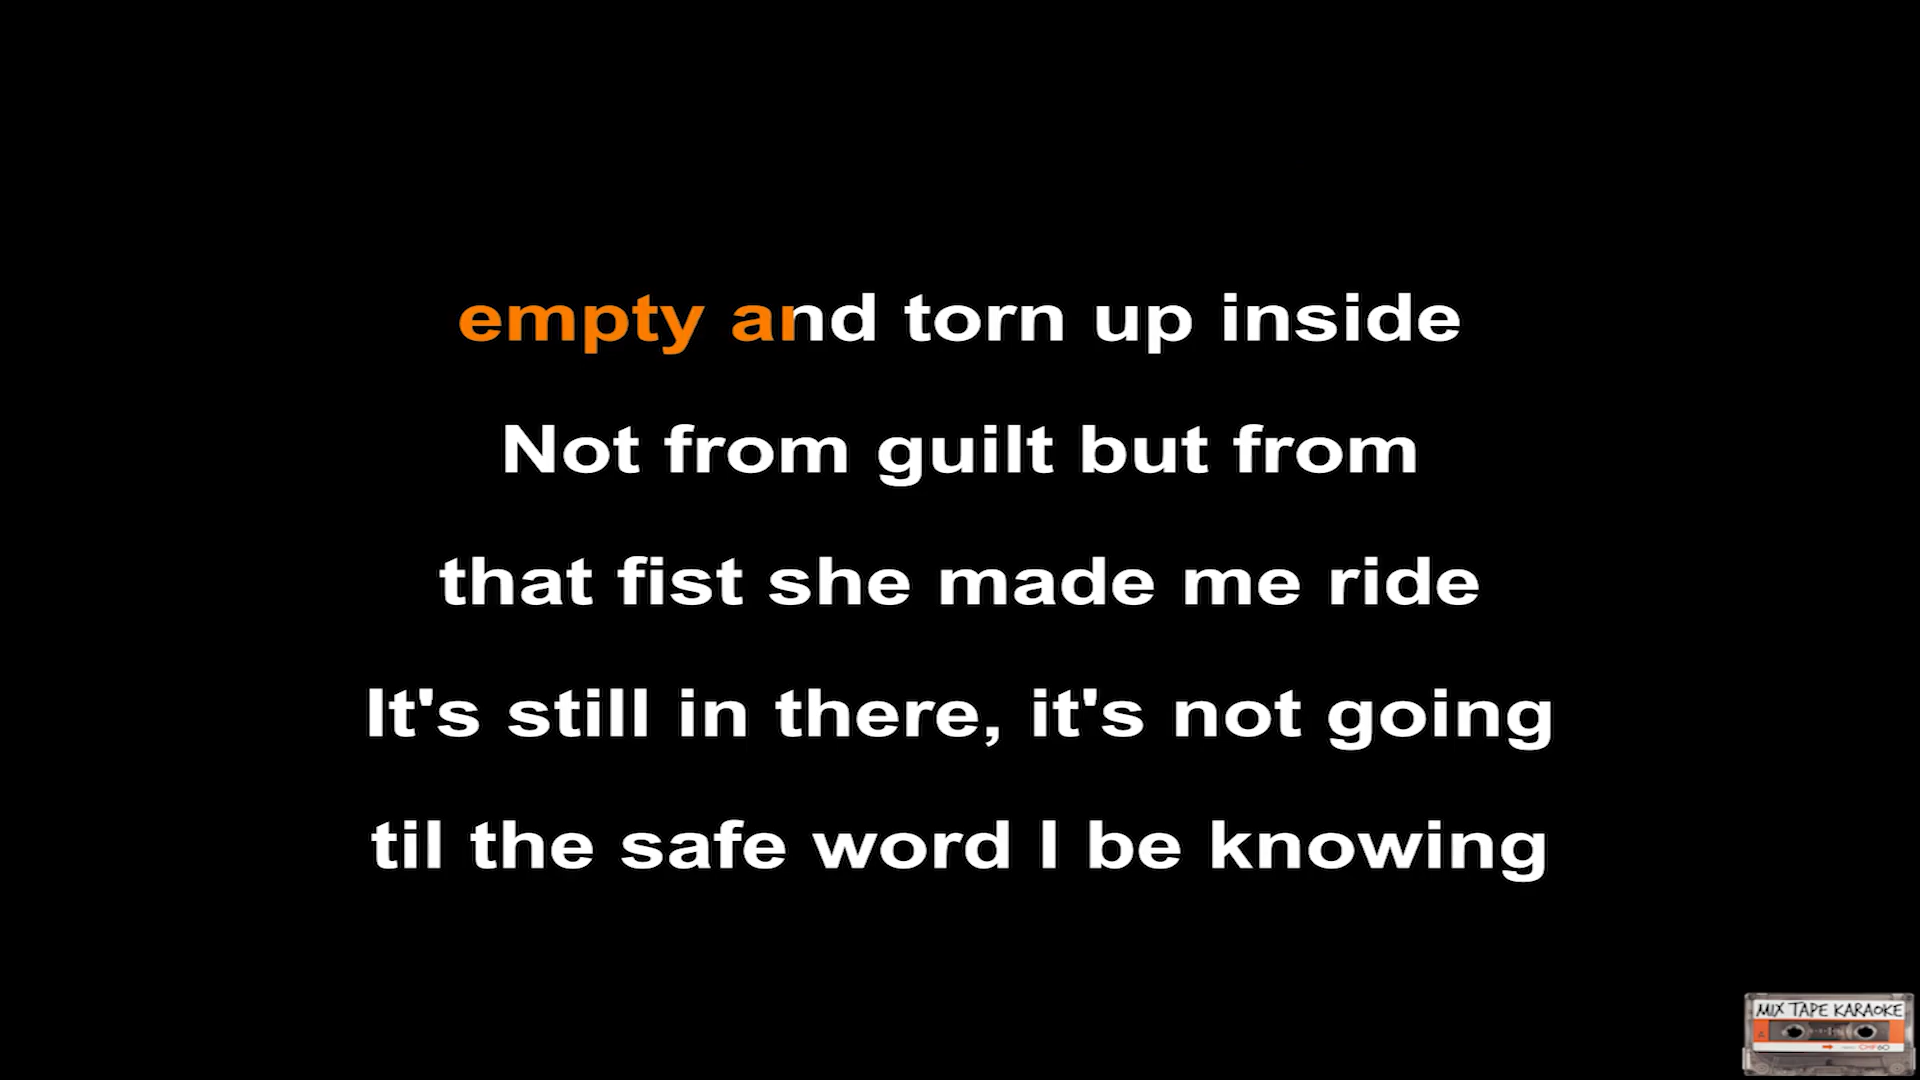 empty and torn up inside
Not from guilt but from
that fist she made me ride
It's still in there, it's not going
til the safe word I be knowing
MIX TAPE KARAOKE
A